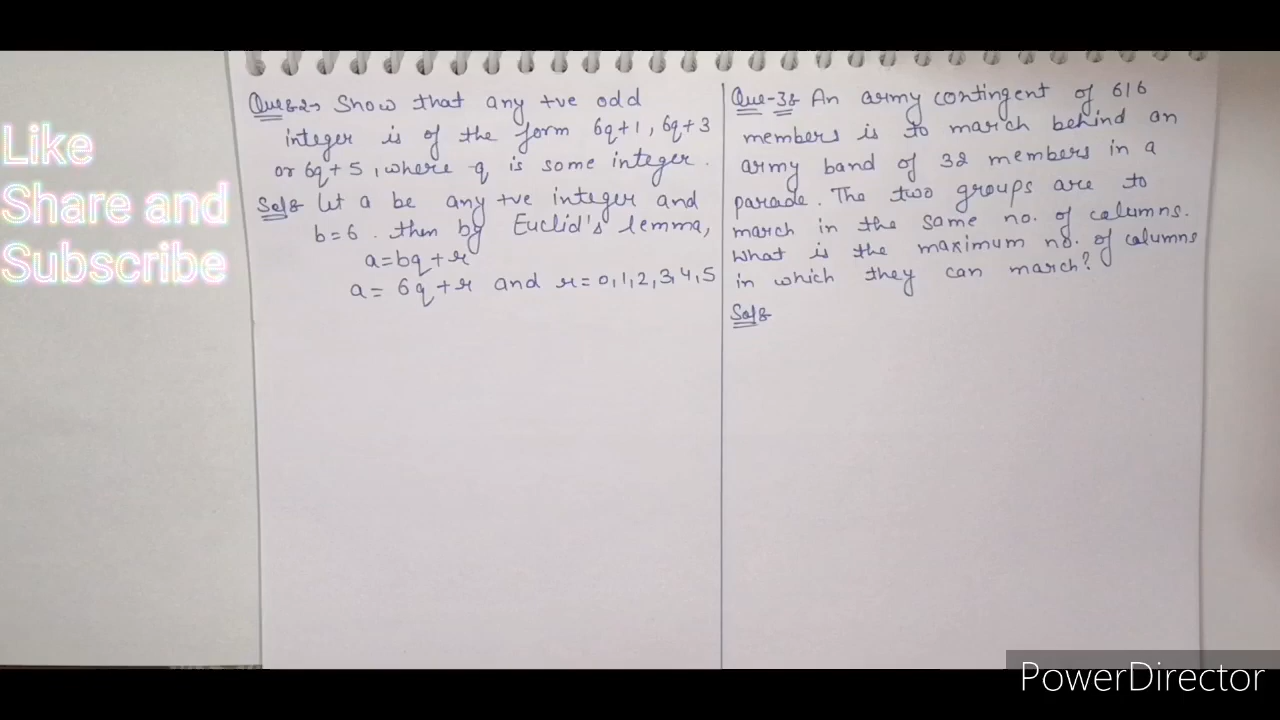 Like
Share and
Subscribe
Que:2→ Show that any +ve odd
integer is of the form 6q+1, 6q+3
or 6q+5, where q is some integer.
Sol: let a be any +ve integer and
b=6. then by Euclid's lemma,
a=bq+r
a= 6q+r and r=0,1,2,3,4,5
Que-3: An army contingent of 616
members is to march behind an
army band of 32 members in a
parade. The two groups are to
march in the same no. of columns.
What is the maximum no. of columns
in which they can march?
Sol:
PowerDirector